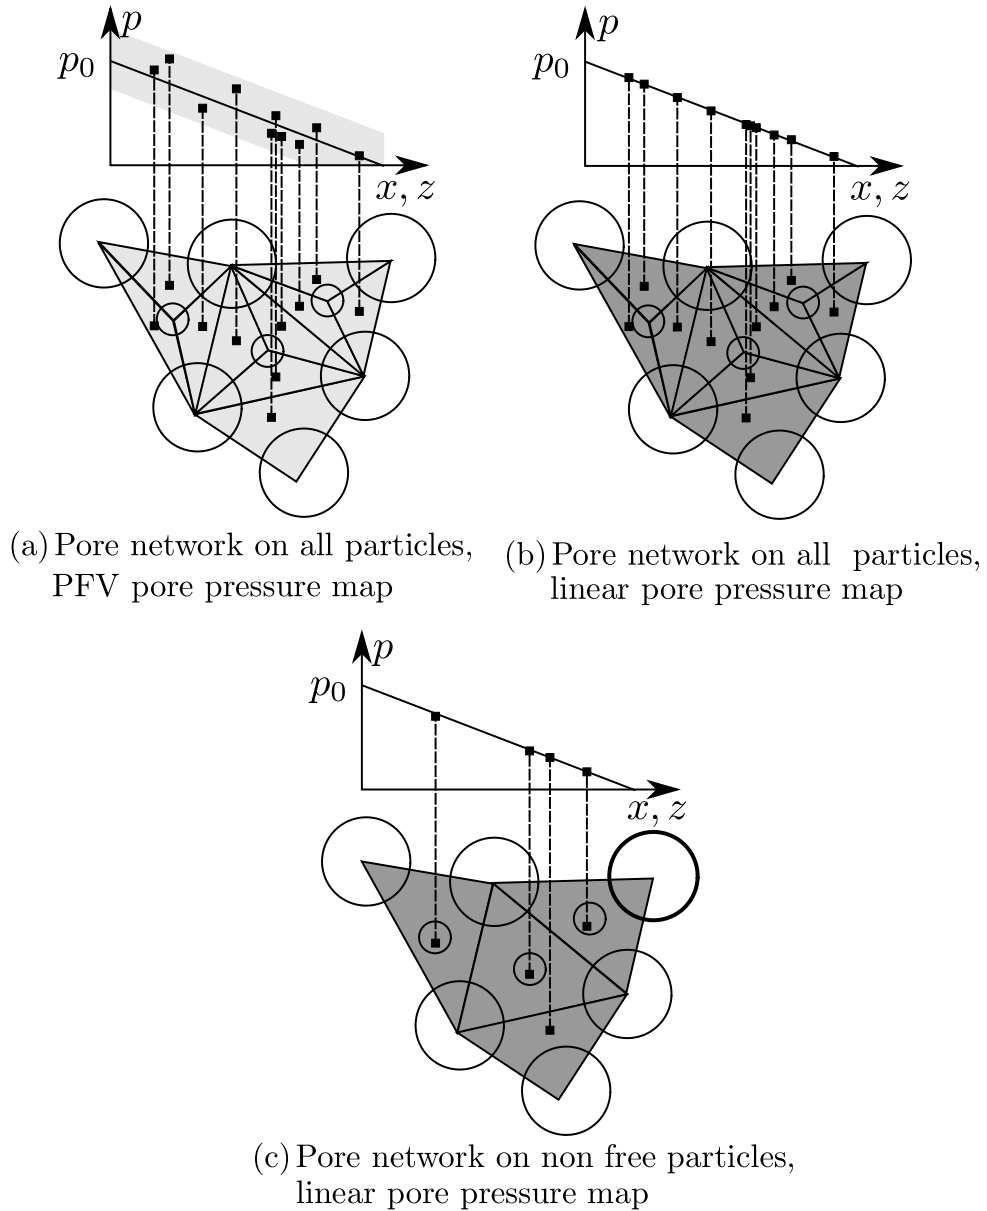 p
p₀
x, z
p
p₀
x, z
(a) Pore network on all particles,
PFV pore pressure map
(b) Pore network on all particles,
linear pore pressure map
p
p₀
x, z
(c) Pore network on non free particles,
linear pore pressure map